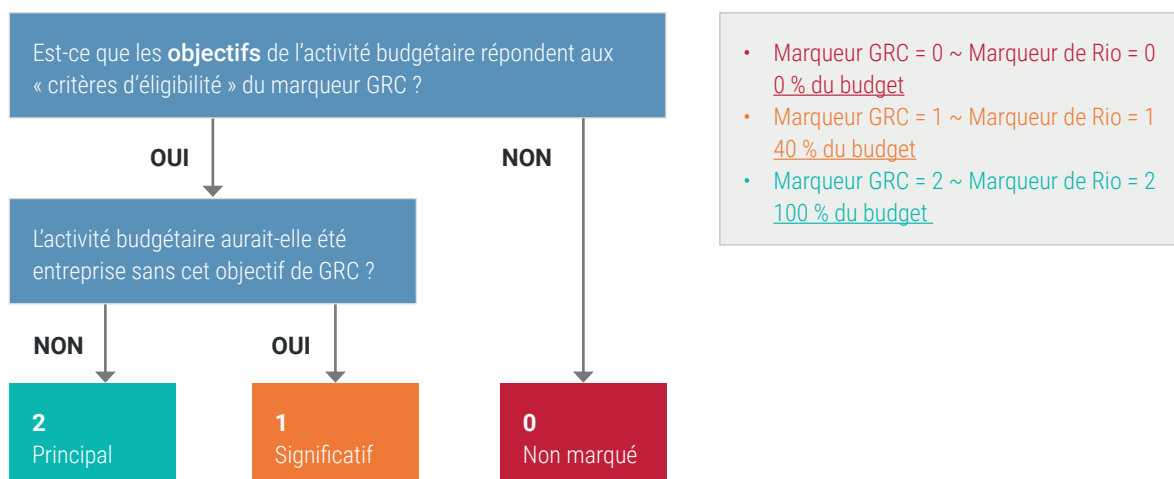 Est-ce que les objectifs de l'activité budgétaire répondent aux
« critères d'éligibilité » du marqueur GRC ?
OUI
NON
L'activité budgétaire aurait-elle été
entreprise sans cet objectif de GRC ?
NON
OUI
2
Principal
1
Significatif
0
Non marqué
• Marqueur GRC = 0 ~ Marqueur de Rio = 0
0 % du budget
• Marqueur GRC = 1 ~ Marqueur de Rio = 1
40 % du budget
• Marqueur GRC = 2 ~ Marqueur de Rio = 2
100 % du budget